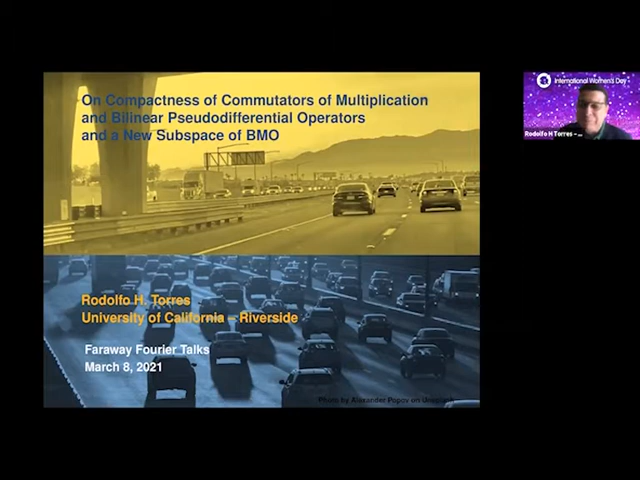 On Compactness of Commutators of Multiplication
and Bilinear Pseudodifferential Operators
and a New Subspace of BMO
Rodolfo H. Torres
University of California – Riverside
Faraway Fourier Talks
March 8, 2021
Photo by Alexander Popov on Unsplash
International Women's Day
Rodolfo H Torres - ...